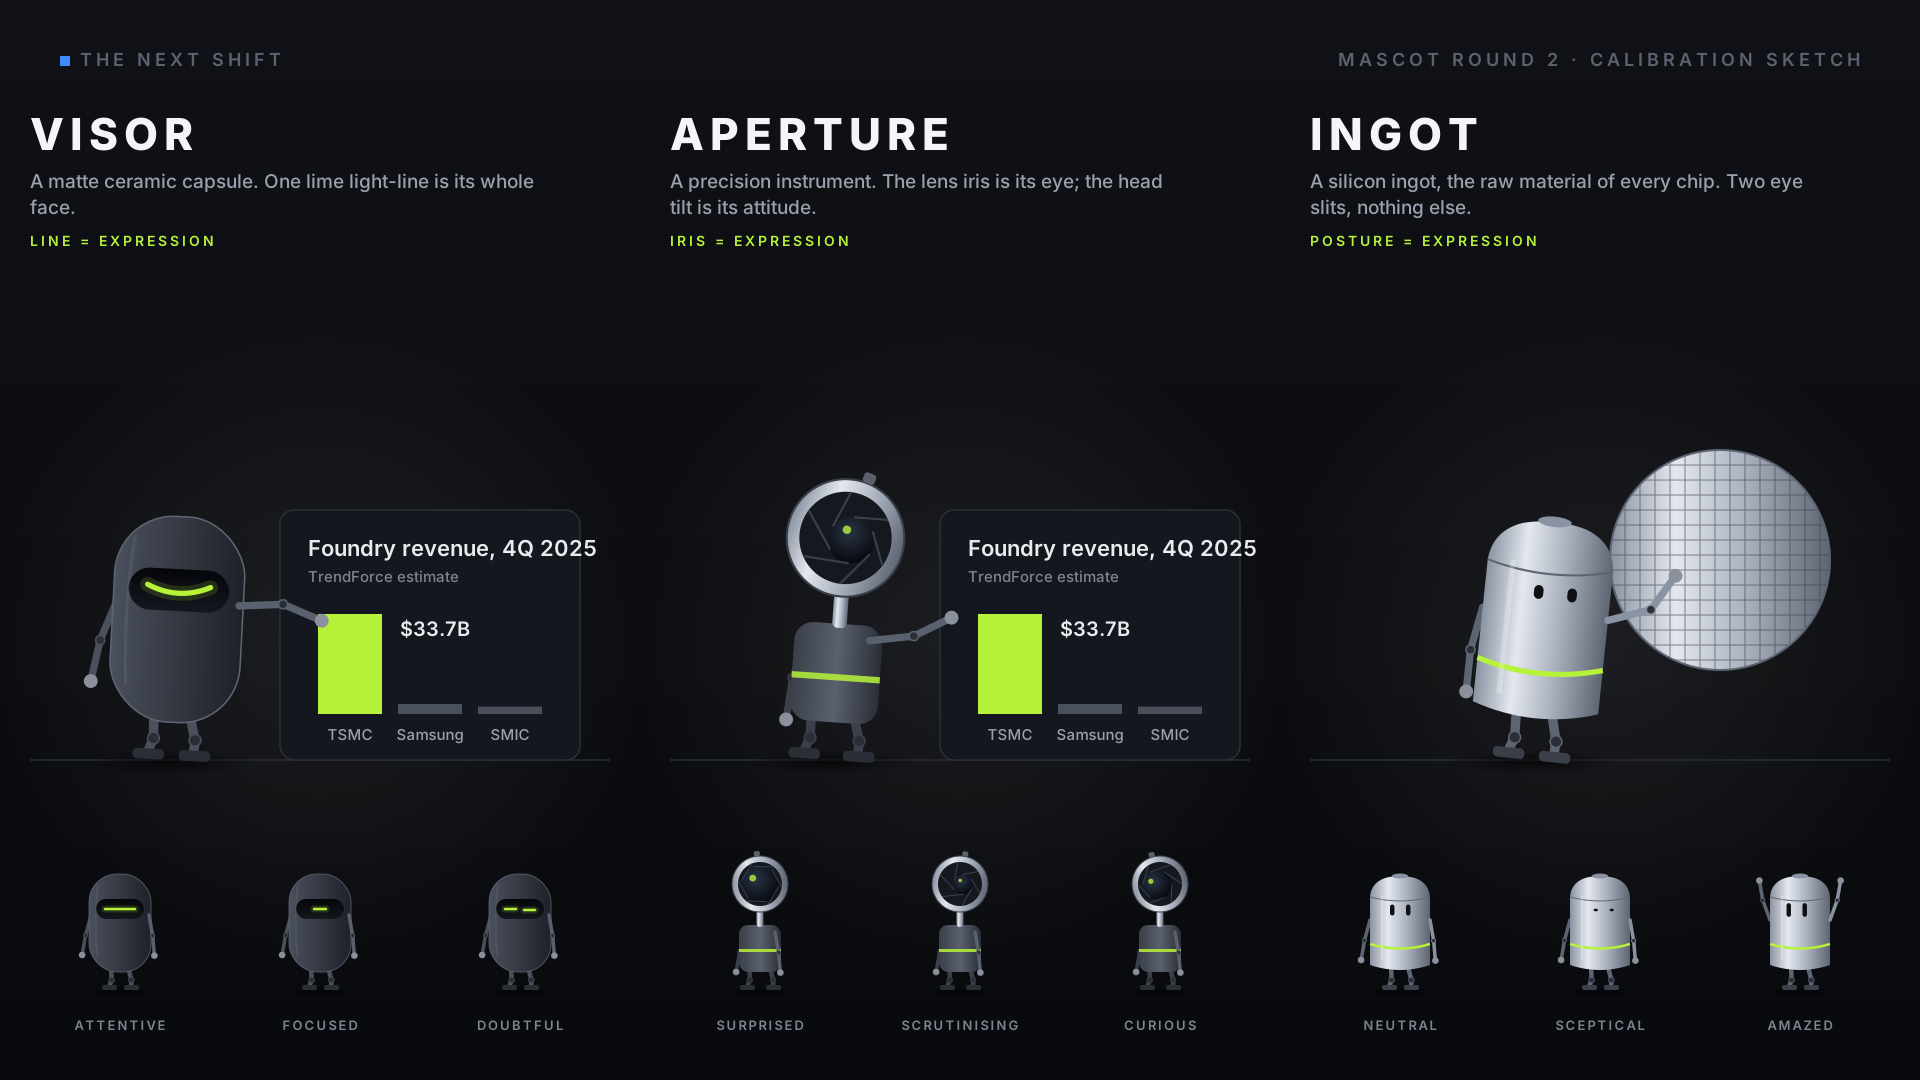 THE NEXT SHIFT
MASCOT ROUND 2 · CALIBRATION SKETCH
VISOR
A matte ceramic capsule. One lime light-line is its whole
face.
LINE = EXPRESSION
APERTURE
A precision instrument. The lens iris is its eye; the head
tilt is its attitude.
IRIS = EXPRESSION
INGOT
A silicon ingot, the raw material of every chip. Two eye
slits, nothing else.
POSTURE = EXPRESSION
Foundry revenue, 4Q 2025
TrendForce estimate
$33.7B
TSMC Samsung SMIC
Foundry revenue, 4Q 2025
TrendForce estimate
$33.7B
TSMC Samsung SMIC
ATTENTIVE
FOCUSED
DOUBTFUL
SURPRISED
SCRUTINISING
CURIOUS
NEUTRAL
SCEPTICAL
AMAZED